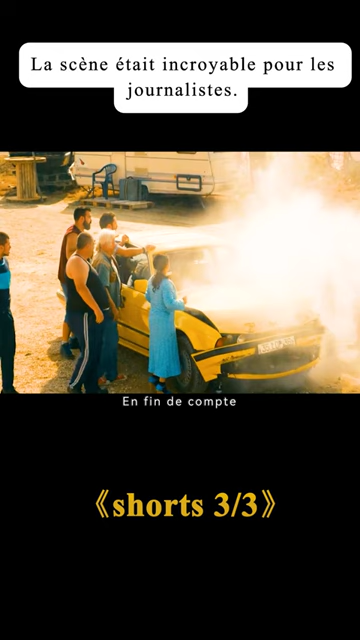 La scène était incroyable pour les
journalistes.
En fin de compte
《shorts 3/3》